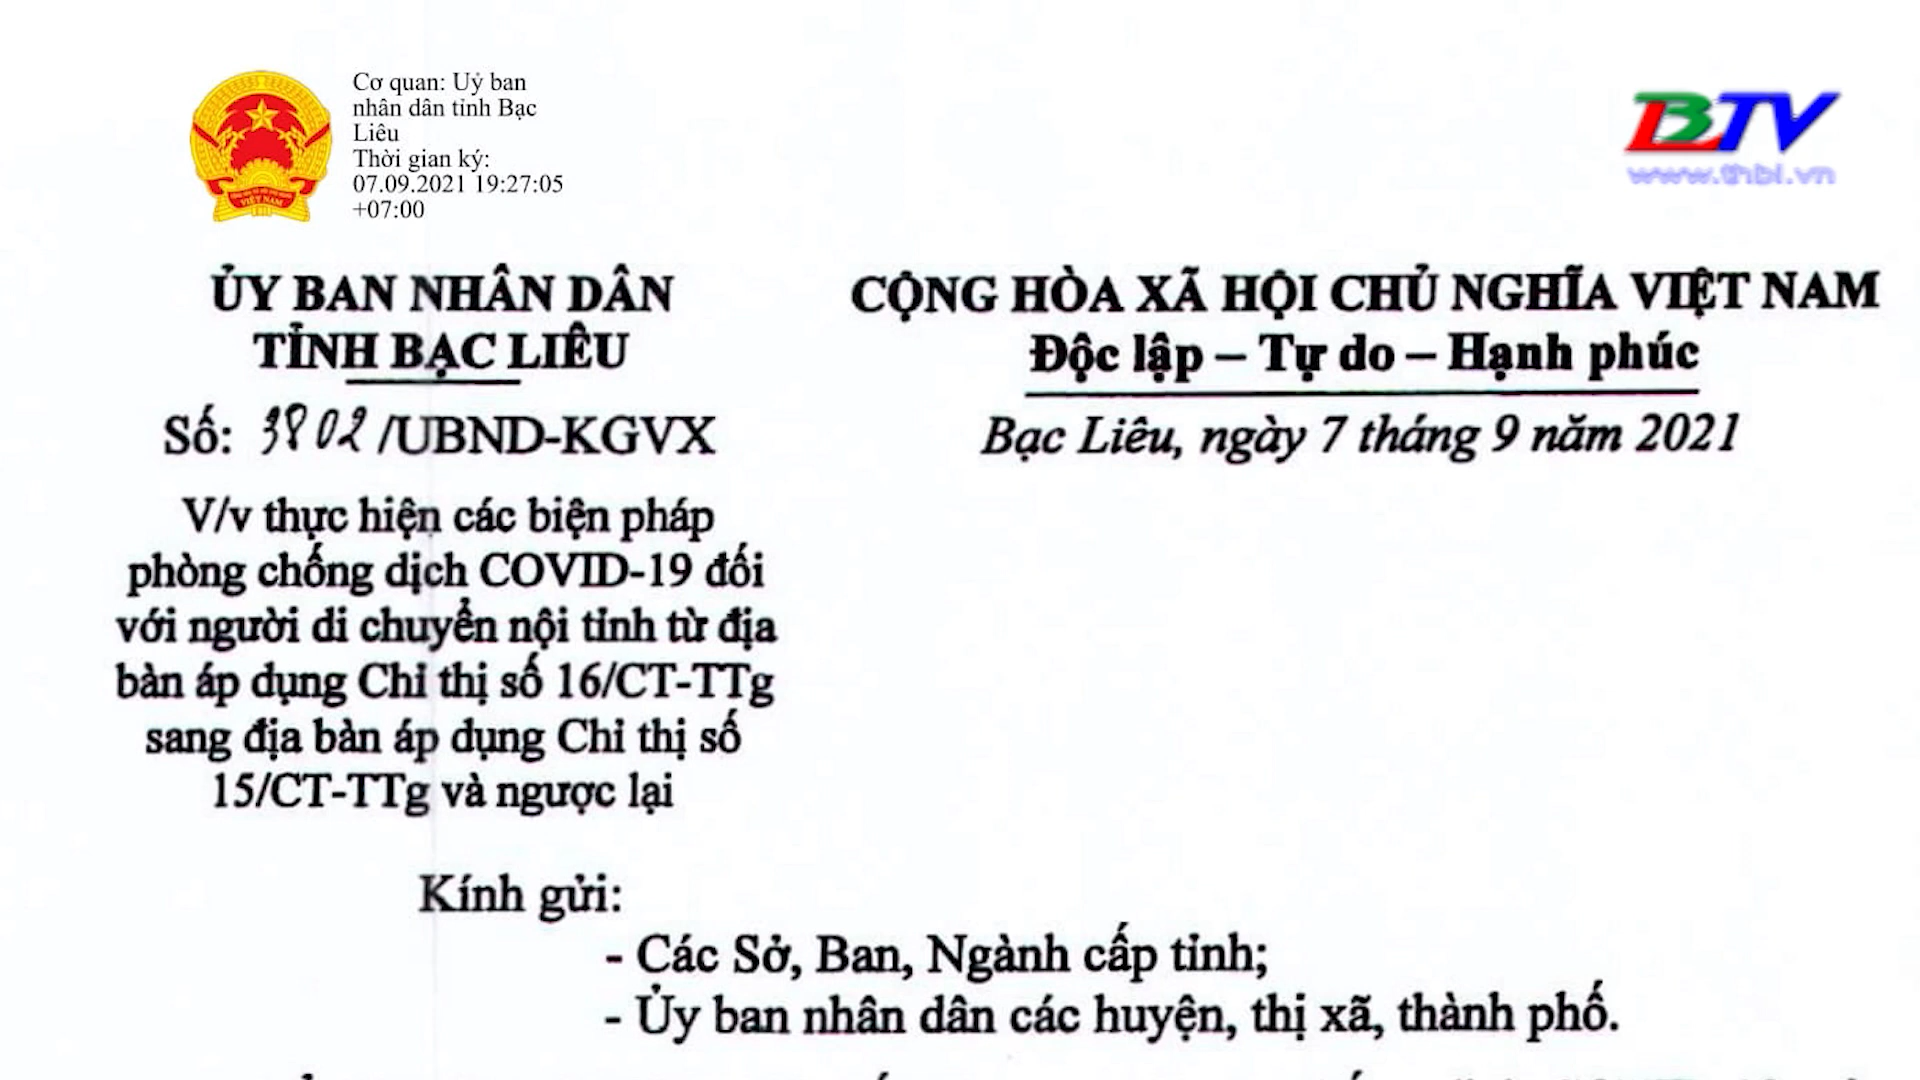 Cơ quan: Uỷ ban
nhân dân tỉnh Bạc
Liêu
Thời gian ký:
07.09.2021 19:27:05
+07:00
VIỆT NAM
BTV
www.thbl.vn
ỦY BAN NHÂN DÂN
TỈNH BẠC LIÊU
Số: 3802/UBND-KGVX
V/v thực hiện các biện pháp
phòng chống dịch COVID-19 đối
với người di chuyển nội tỉnh từ địa
bàn áp dụng Chỉ thị số 16/CT-TTg
sang địa bàn áp dụng Chỉ thị số
15/CT-TTg và ngược lại
CỘNG HÒA XÃ HỘI CHỦ NGHĨA VIỆT NAM
Độc lập – Tự do – Hạnh phúc
Bạc Liêu, ngày 7 tháng 9 năm 2021
Kính gửi:
- Các Sở, Ban, Ngành cấp tỉnh;
- Ủy ban nhân dân các huyện, thị xã, thành phố.